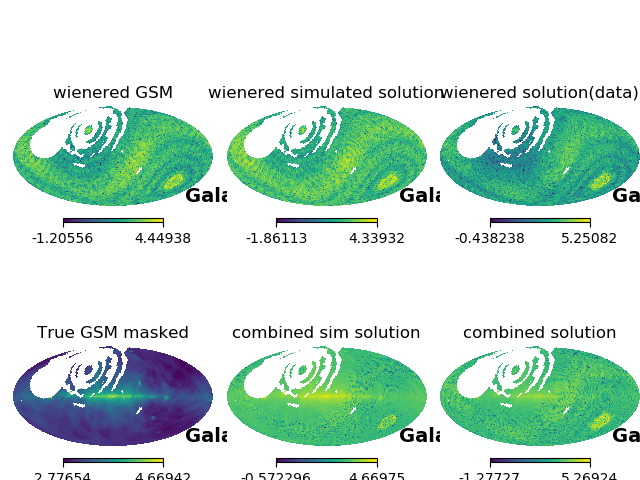 wienered GSM
wienered simulated solution
wienered solution(data)
Gala
Gala
Ga
-1.20556 4.44938
-1.86113 4.33932
-0.438238 5.25082
True GSM masked
combined sim solution
combined solution
Gala
Gala
Ga
2.77654 4.66942
-0.572296 4.66975
-1.27727 5.26924